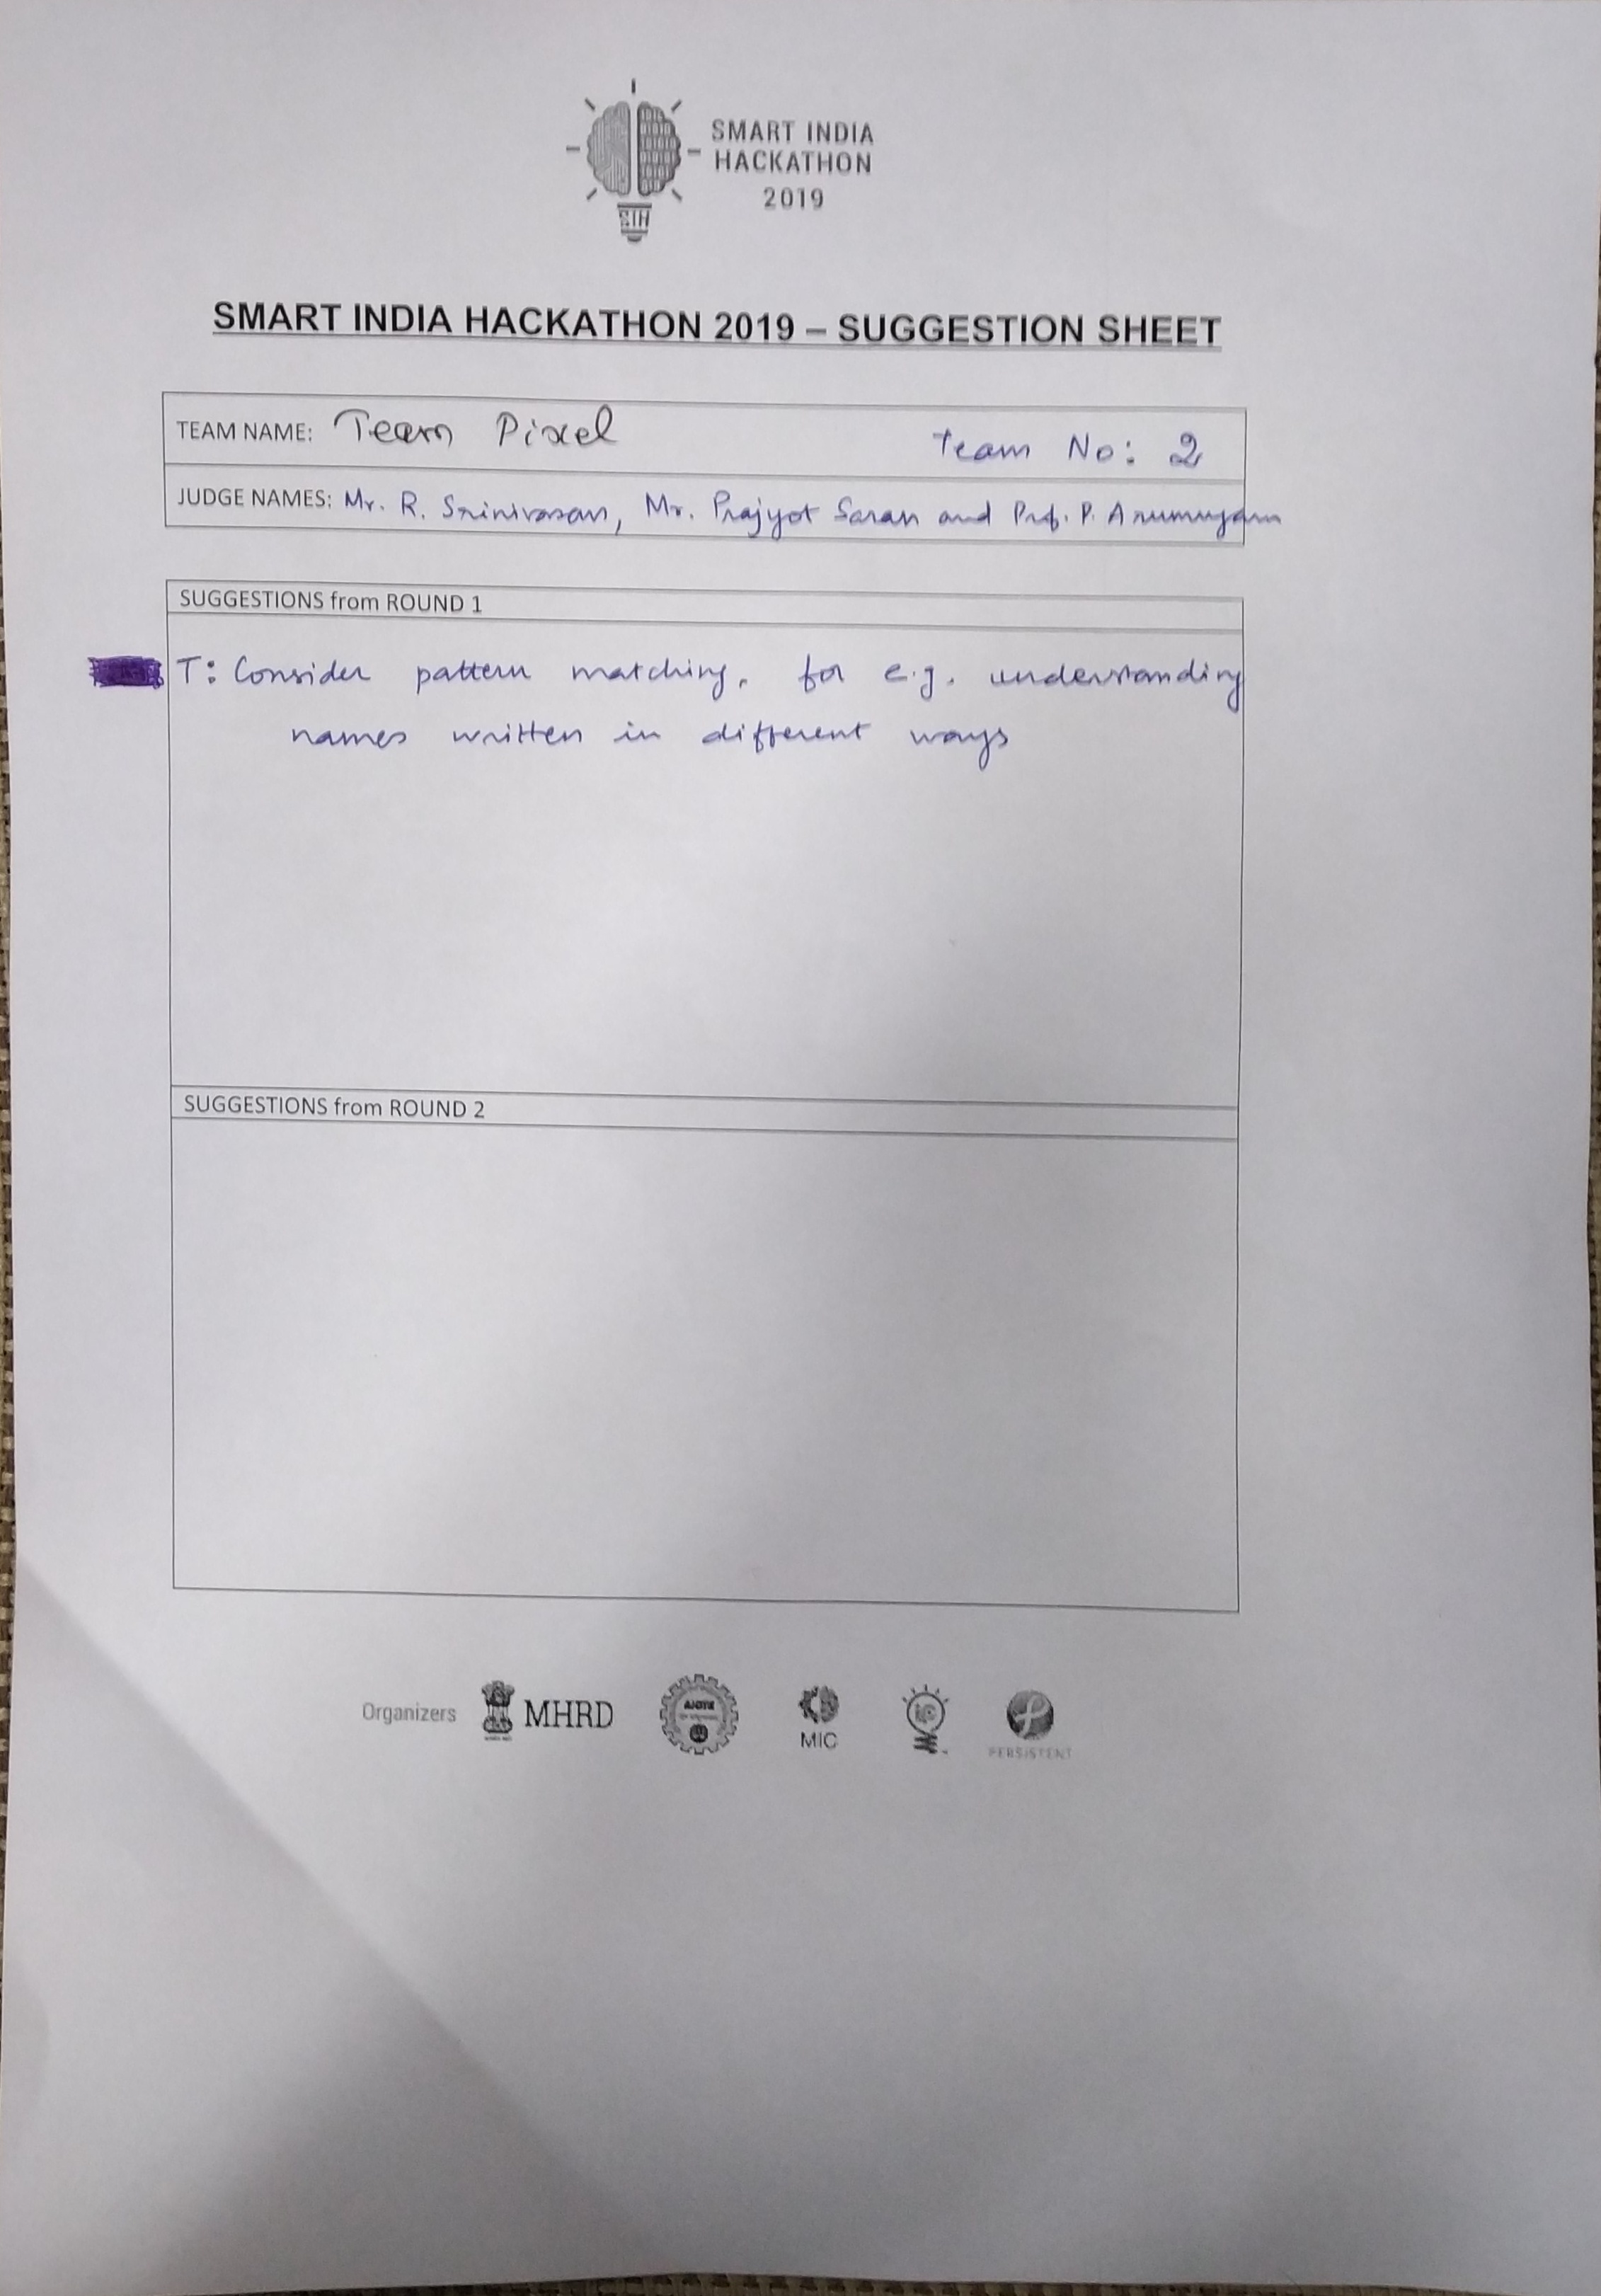 SMART INDIA
HACKATHON
2019
SIH
SMART INDIA HACKATHON 2019 – SUGGESTION SHEET
TEAM NAME: Team Pixel Team No: 2
JUDGE NAMES: Mr. R. Srinivasan, Mr. Prajyot Saran and Prof. P. Arumugam
SUGGESTIONS from ROUND 1
T: Consider pattern matching, for e.g. understanding
names written in different ways
SUGGESTIONS from ROUND 2
Organizers MHRD AICTE MIC PERSISTENT